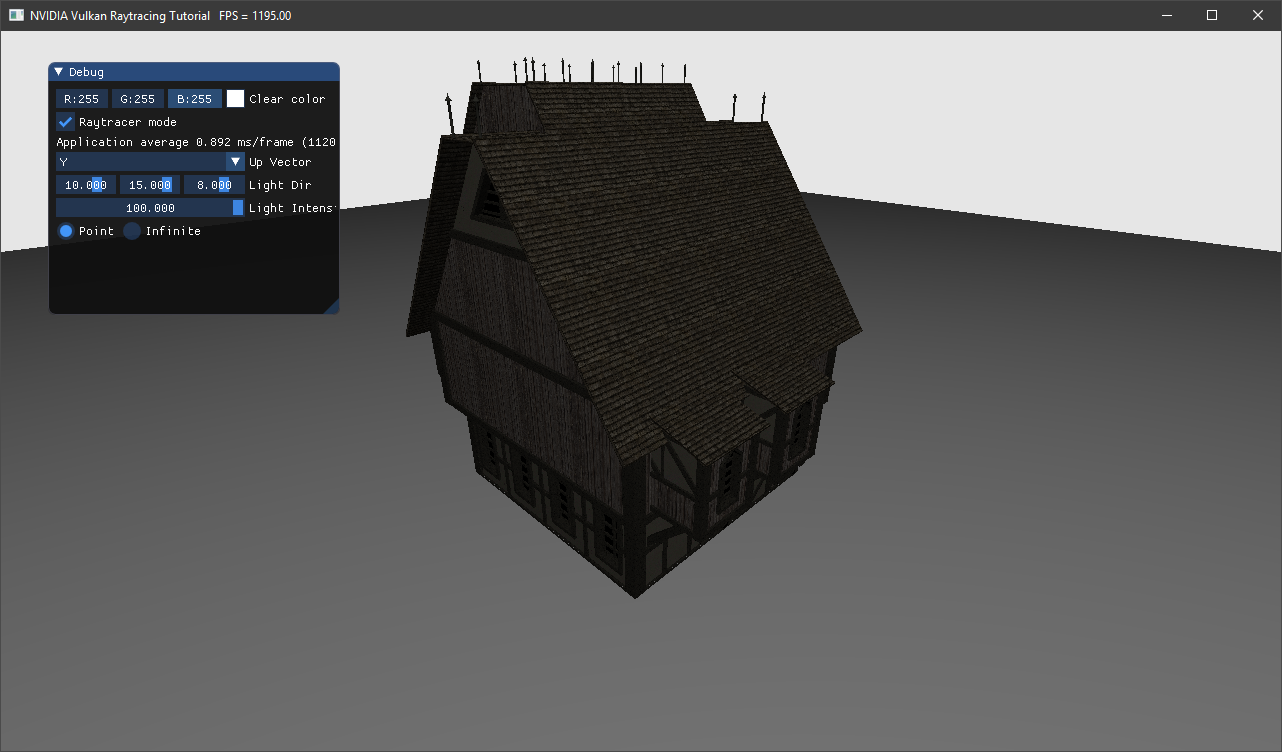 NVIDIA Vulkan Raytracing Tutorial FPS = 1195.00
Debug
R:255 G:255 B:255 Clear color
Raytracer mode
Application average 0.892 ms/frame (1120
Y Up Vector
10.000 15.000 8.000 Light Dir
100.000 Light Intens
Point Infinite